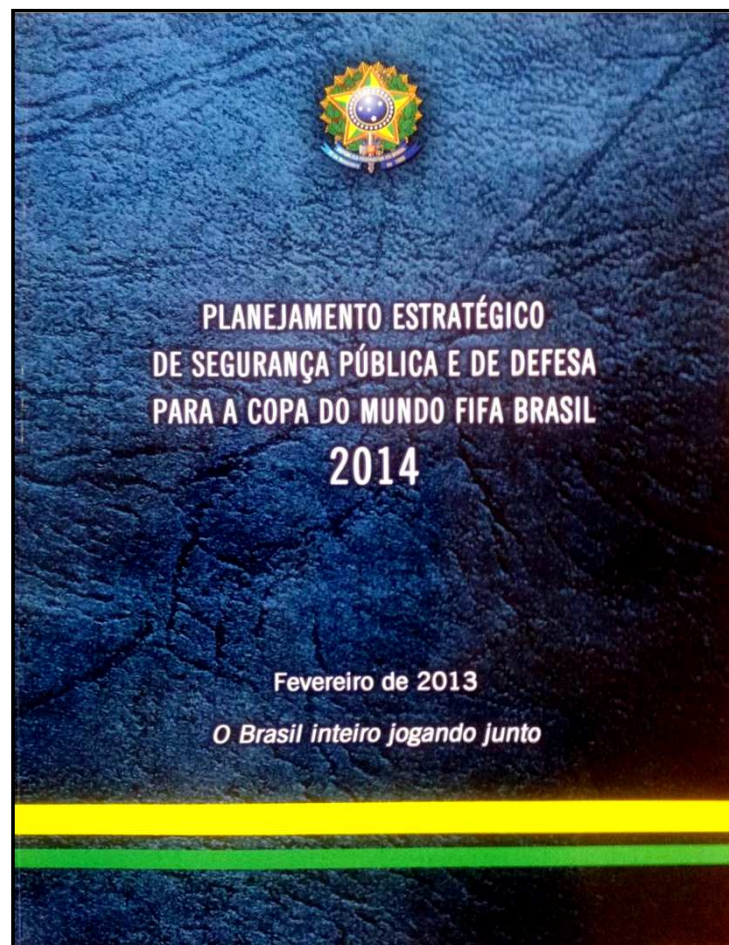 PLANEJAMENTO ESTRATÉGICO
DE SEGURANÇA PÚBLICA E DE DEFESA
PARA A COPA DO MUNDO FIFA BRASIL
2014
Fevereiro de 2013
O Brasil inteiro jogando junto